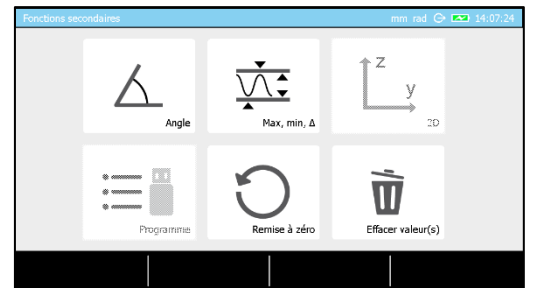 Fonctions secondaires
mm rad 14:07:24
Angle
Max, min, Δ
z
y
2D
Programme
Remise à zéro
Effacer valeur(s)